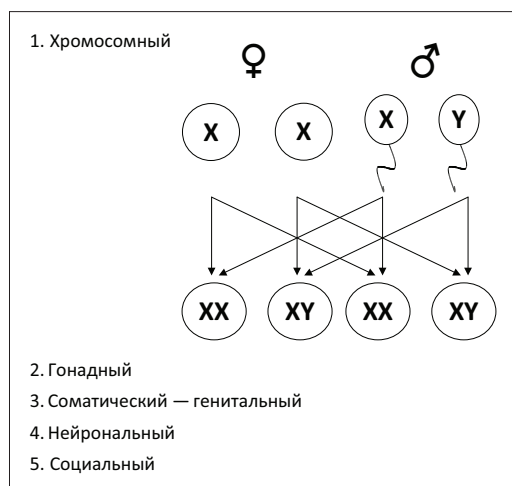 1. Хромосомный
♀ ♂
X X X Y
XX XY XX XY
2. Гонадный
3. Соматический — генитальный
4. Нейрональный
5. Социальный